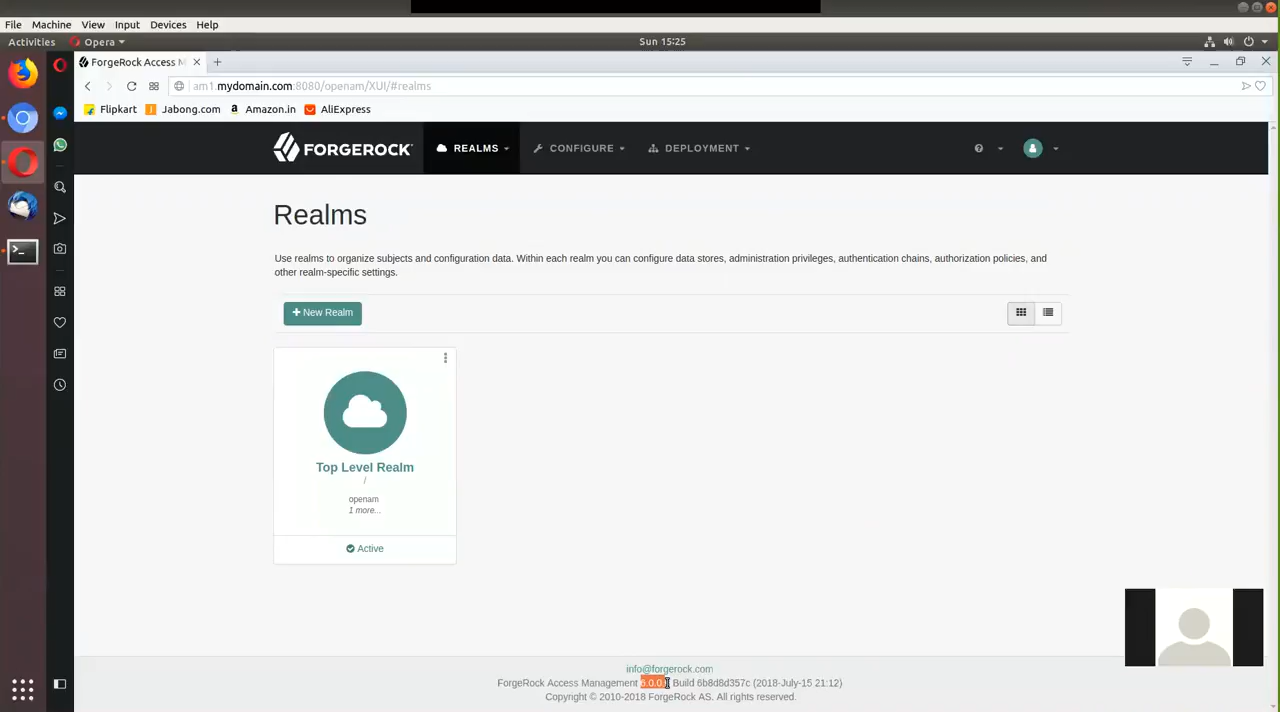 File Machine View Input Devices Help
Activities Opera Sun 15:25
ForgeRock Access M
am1.mydomain.com:8080/openam/XUI/#realms
Flipkart Jabong.com Amazon.in AliExpress
FORGEROCK REALMS CONFIGURE DEPLOYMENT
Realms
Use realms to organize subjects and configuration data. Within each realm you can configure data stores, administration privileges, authentication chains, authorization policies, and
other realm-specific settings.
+ New Realm
Top Level Realm
/
openam
1 more...
Active
info@forgerock.com
ForgeRock Access Management Build 6b8d8d357c (2018-July-15 21:12)
Copyright © 2010-2018 ForgeRock AS. All rights reserved.